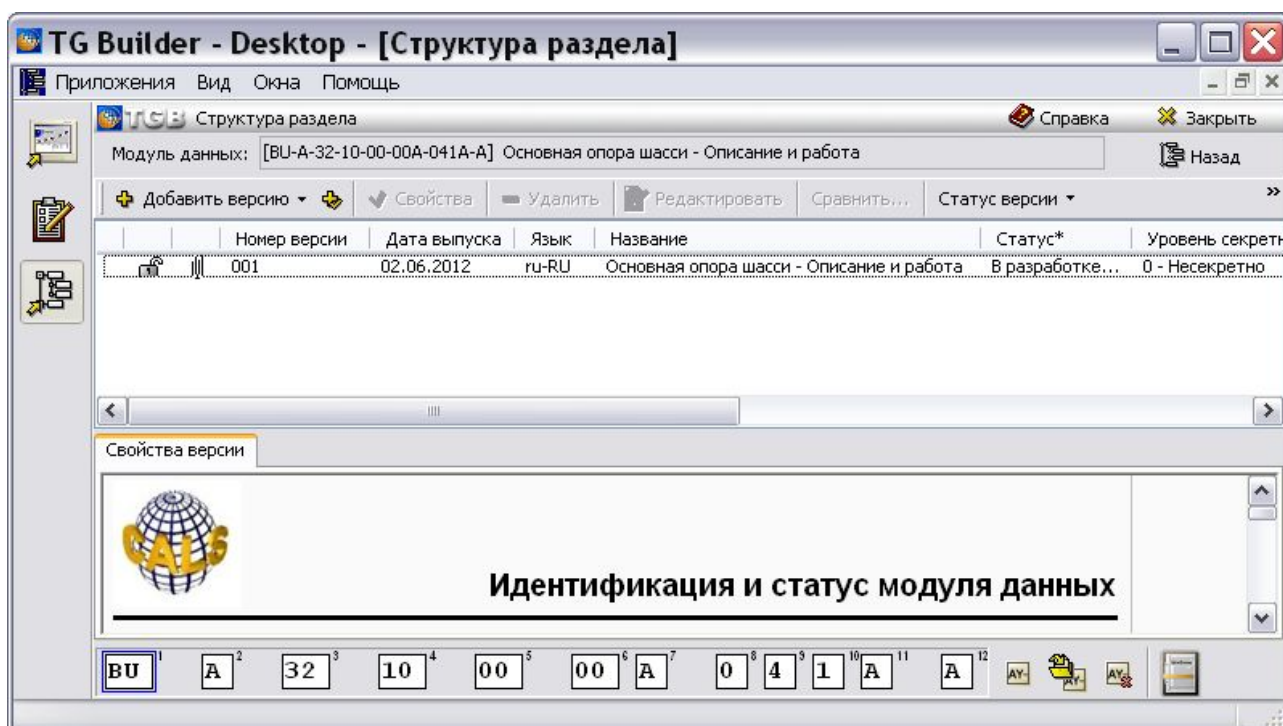 TG Builder - Desktop - [Структура раздела]
Приложения Вид Окна Помощь
TGB Структура раздела Справка Закрыть
Модуль данных: [BU-A-32-10-00-00A-041A-A] Основная опора шасси - Описание и работа Назад
Добавить версию Свойства Удалить Редактировать Сравнить... Статус версии »
Номер версии Дата выпуска Язык Название Статус* Уровень секретн
001 02.06.2012 ru-RU Основная опора шасси - Описание и работа В разработке... 0 - Несекретно
Свойства версии
CALS
Идентификация и статус модуля данных
BU 1 A 2 32 3 10 4 00 5 00 6 A 7 0 8 4 9 1 10 A 11 A 12 AY- AY- AY-